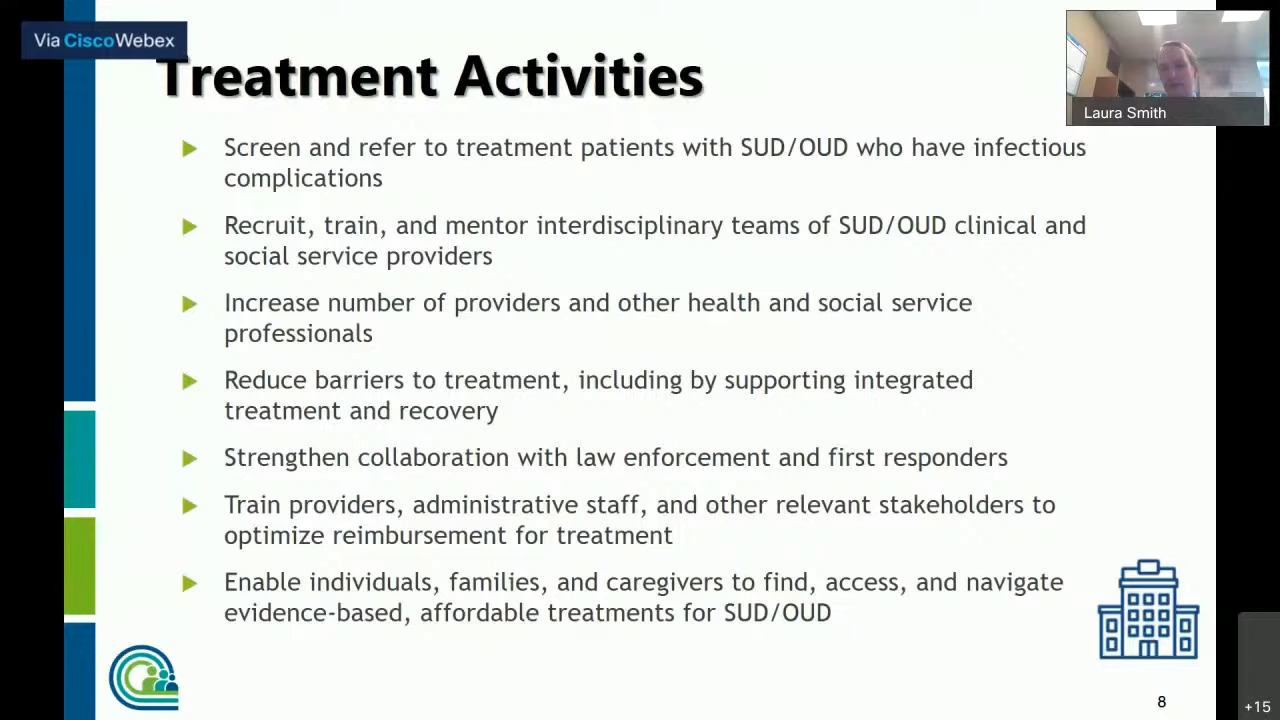 Via CiscoWebex
Treatment Activities
Laura Smith
Screen and refer to treatment patients with SUD/OUD who have infectious
complications
Recruit, train, and mentor interdisciplinary teams of SUD/OUD clinical and
social service providers
Increase number of providers and other health and social service
professionals
Reduce barriers to treatment, including by supporting integrated
treatment and recovery
Strengthen collaboration with law enforcement and first responders
Train providers, administrative staff, and other relevant stakeholders to
optimize reimbursement for treatment
Enable individuals, families, and caregivers to find, access, and navigate
evidence-based, affordable treatments for SUD/OUD
8
+15